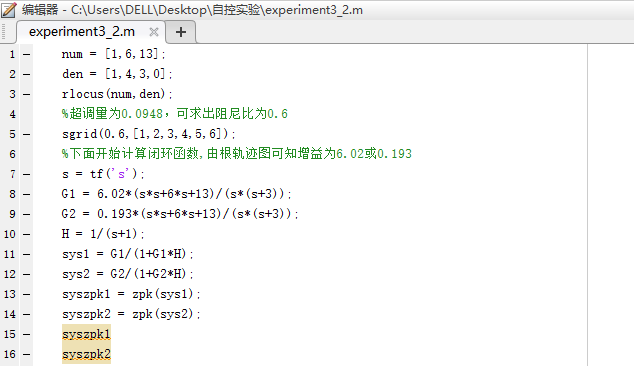 编辑器 - C:\Users\DELL\Desktop\自控实验\experiment3_2.m
experiment3_2.m × +
1 - num = [1,6,13];
2 - den = [1,4,3,0];
3 - rlocus(num,den);
4 %超调量为0.0948，可求出阻尼比为0.6
5 - sgrid(0.6,[1,2,3,4,5,6]);
6 %下面开始计算闭环函数,由根轨迹图可知增益为6.02或0.193
7 - s = tf('s');
8 - G1 = 6.02*(s*s+6*s+13)/(s*(s+3));
9 - G2 = 0.193*(s*s+6*s+13)/(s*(s+3));
10 - H = 1/(s+1);
11 - sys1 = G1/(1+G1*H);
12 - sys2 = G2/(1+G2*H);
13 - syszpk1 = zpk(sys1);
14 - syszpk2 = zpk(sys2);
15 - syszpk1
16 - syszpk2